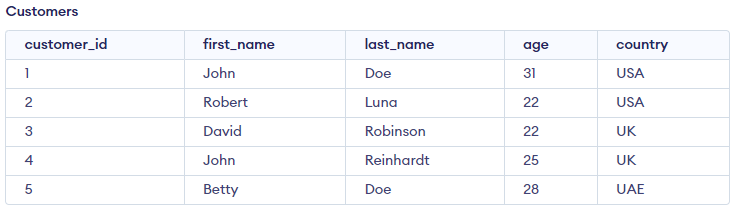 Customers
customer_id first_name last_name age country
1 John Doe 31 USA
2 Robert Luna 22 USA
3 David Robinson 22 UK
4 John Reinhardt 25 UK
5 Betty Doe 28 UAE